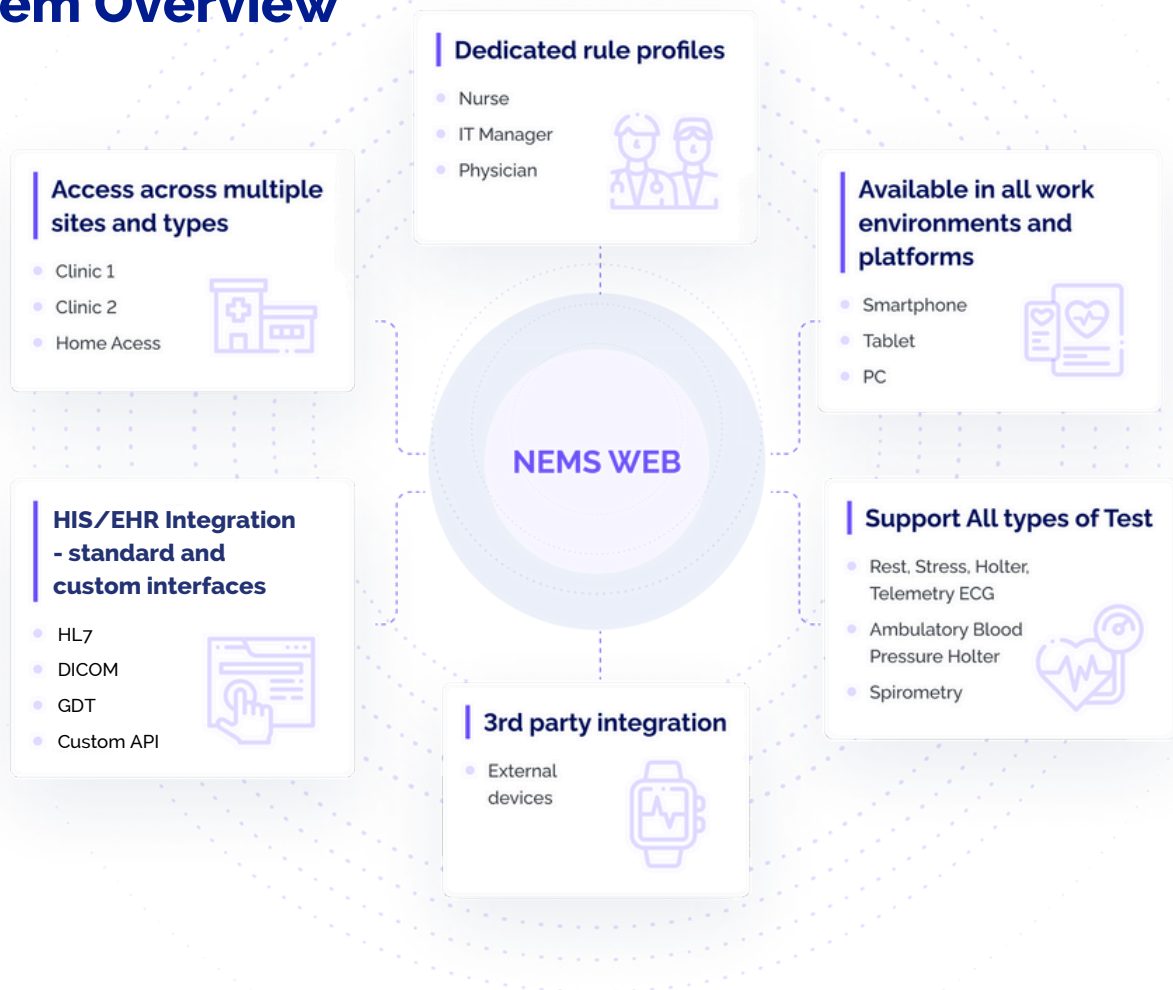 em Overview
Dedicated rule profiles
Nurse
IT Manager
Physician
Access across multiple
sites and types
Clinic 1
Clinic 2
Home Acess
Available in all work
environments and
platforms
Smartphone
Tablet
PC
NEMS WEB
HIS/EHR Integration
- standard and
custom interfaces
HL7
DICOM
GDT
Custom API
Support All types of Test
Rest, Stress, Holter,
Telemetry ECG
Ambulatory Blood
Pressure Holter
Spirometry
3rd party integration
External
devices